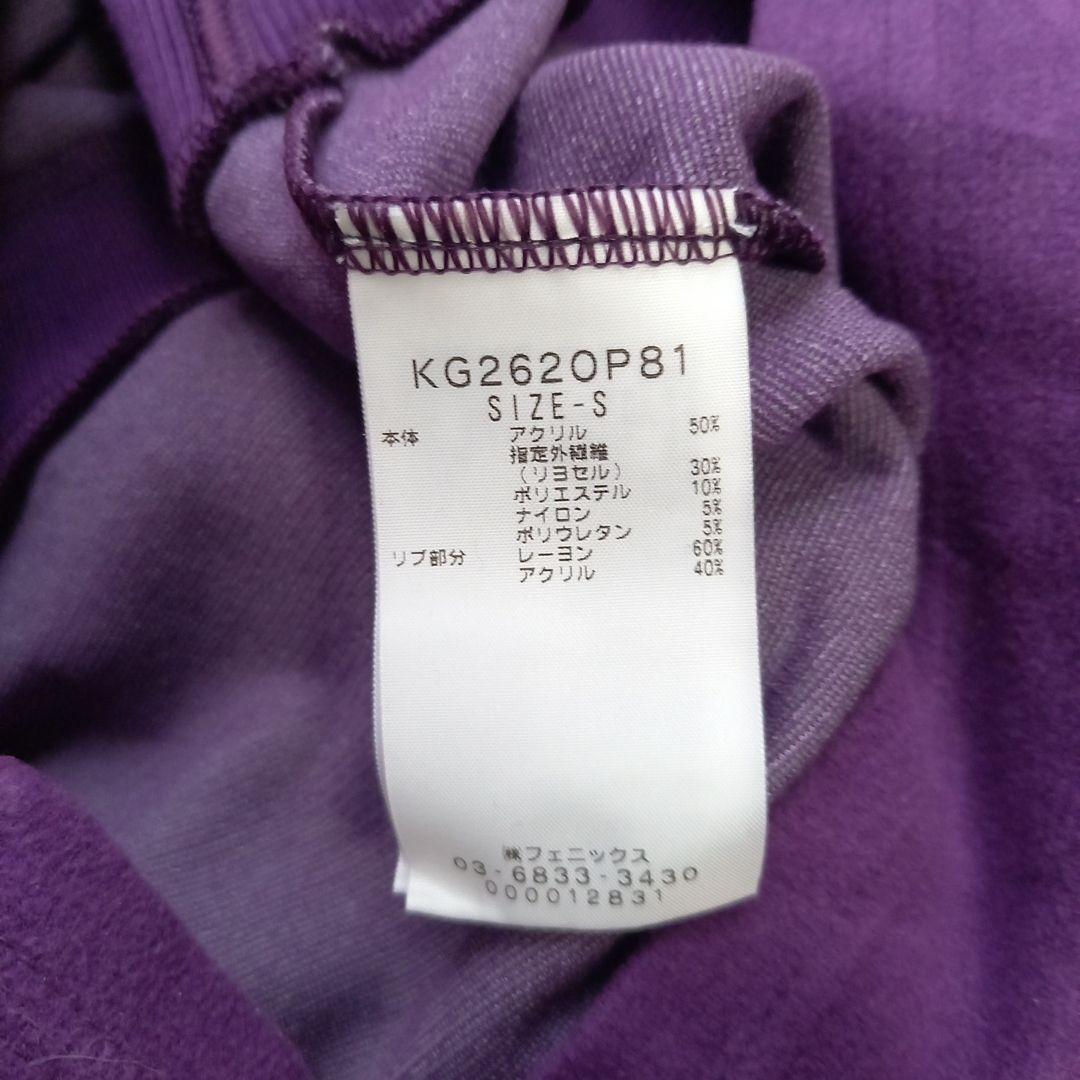 KG262OP81
SIZE-S
本体 アクリル 50%
指定外繊維
(リヨセル) 30%
ポリエステル 10%
ナイロン 5%
ポリウレタン 5%
リブ部分 レーヨン 60%
アクリル 40%
㈱フェニックス
03-6833-3430
000012831